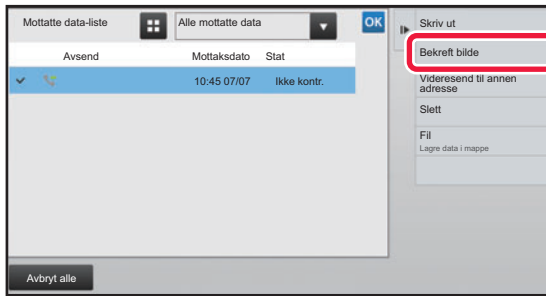 Mottatte data-liste
Alle mottatte data
OK
Avsend Mottaksdato Stat
10:45 07/07 Ikke kontr.
Avbryt alle
Skriv ut
Bekreft bilde
Videresend til annen
adresse
Slett
Fil
Lagre data i mappe